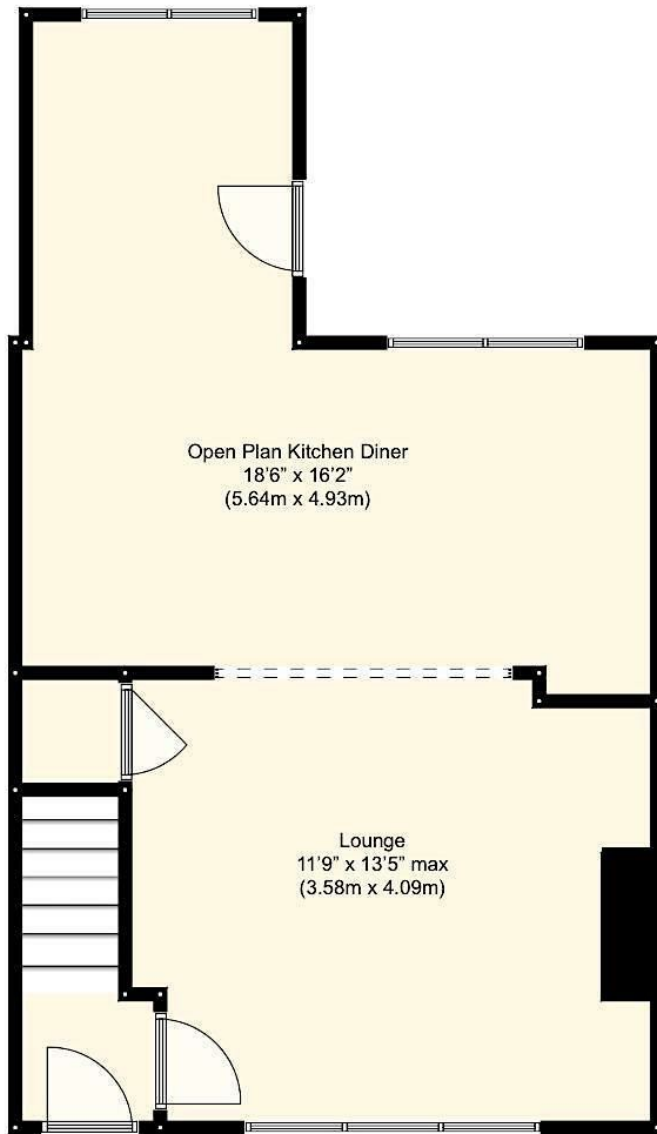 Open Plan Kitchen Diner
18'6" x 16'2"
(5.64m x 4.93m)
Lounge
11'9" x 13'5" max
(3.58m x 4.09m)